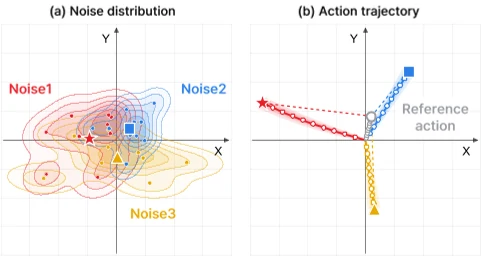 (a) Noise distribution
(b) Action trajectory
Y
Y
Noise1
Noise2
Reference
action
X
X
Noise3